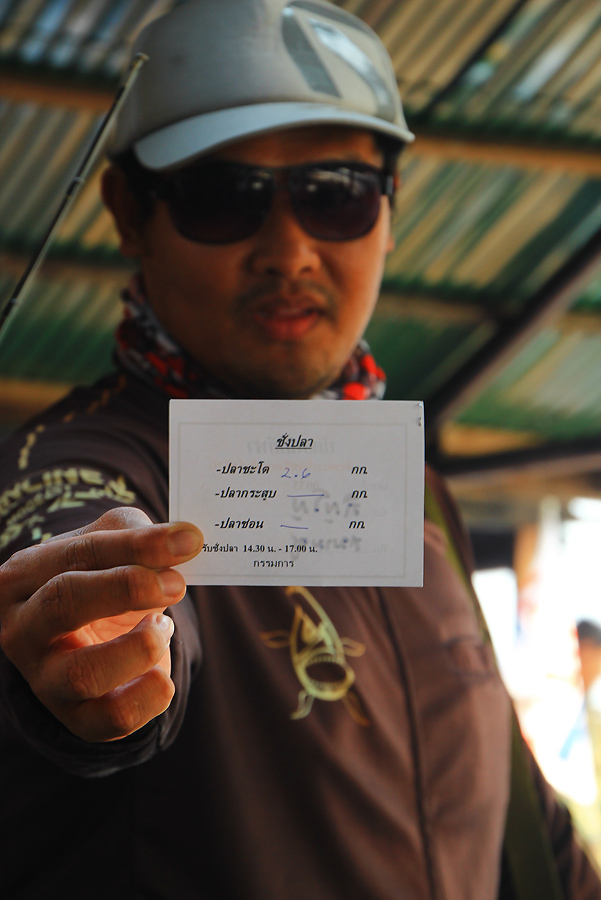 ชั่งปลา
-ปลาชะโด 2.6 กก.
-ปลากระสูบ — กก.
-ปลาช่อน — กก.
รับชั่งปลา 14.30 น. - 17.00 น.
กรรมการ